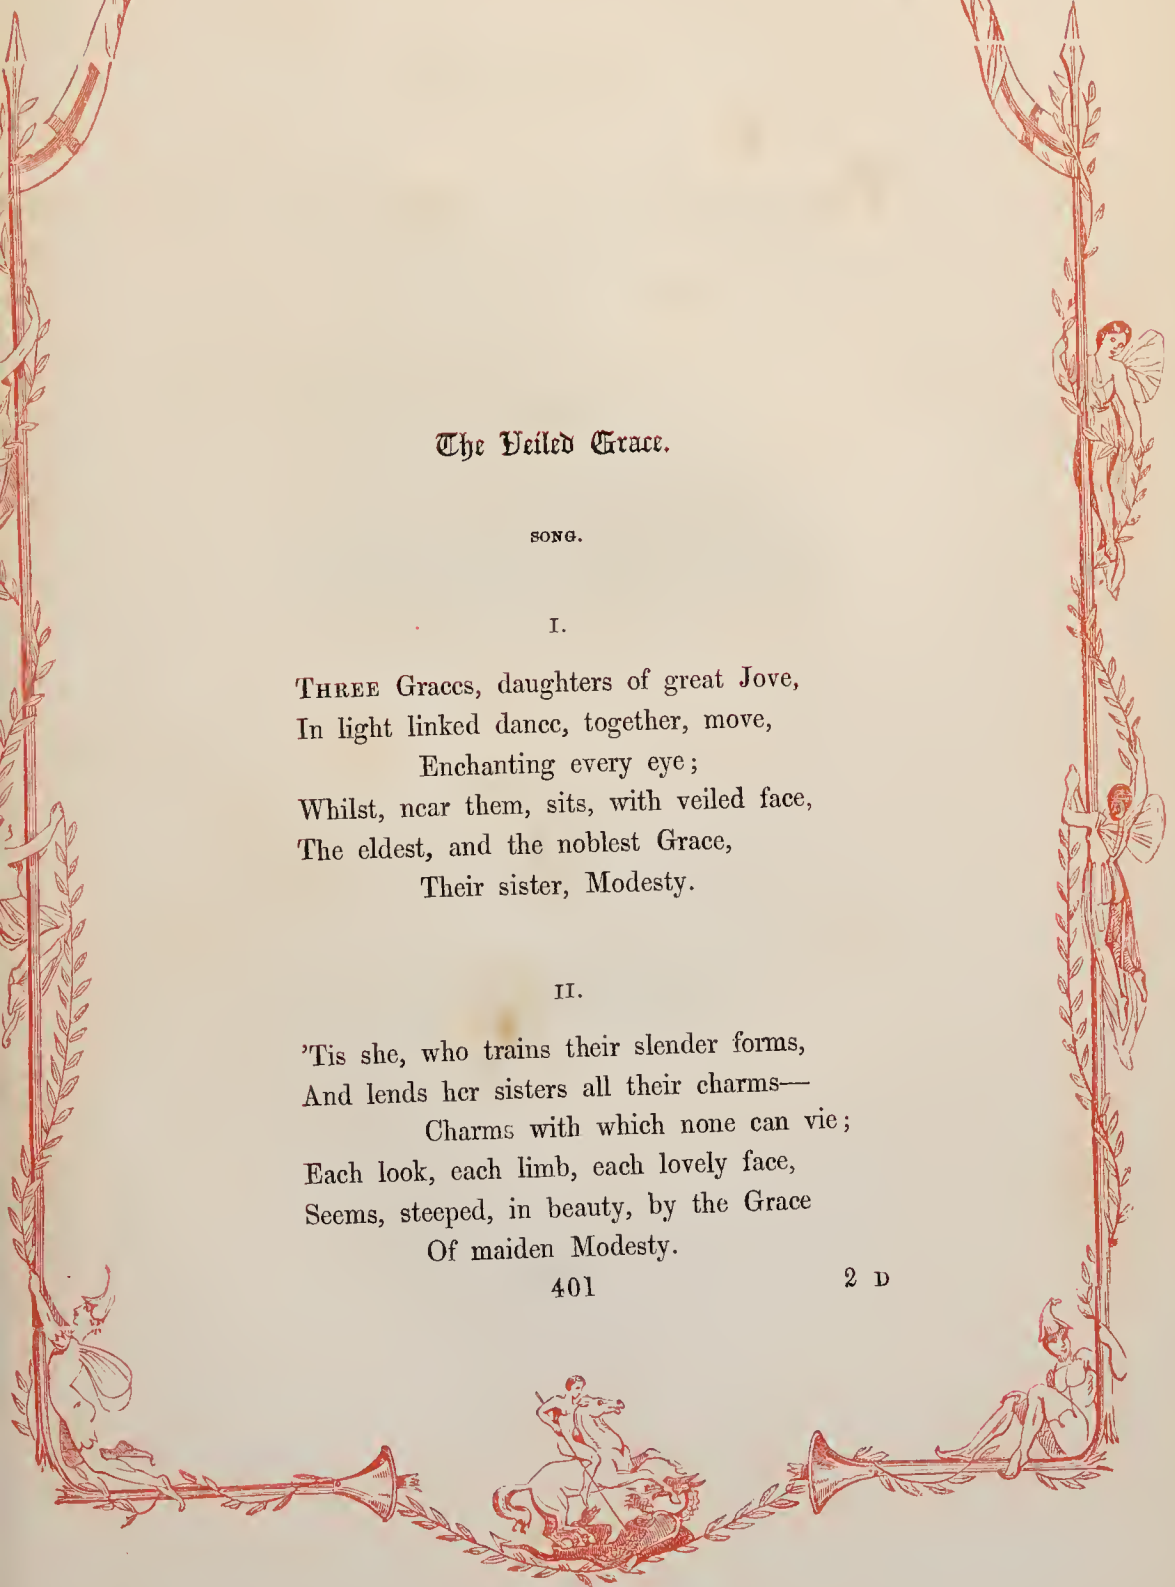 The Veiled Grace.
SONG.
I.
THREE Graces, daughters of great Jove,
In light linked dance, together, move,
Enchanting every eye;
Whilst, near them, sits, with veiled face,
The eldest, and the noblest Grace,
Their sister, Modesty.
II.
’Tis she, who trains their slender forms,
And lends her sisters all their charms—
Charms with which none can vie;
Each look, each limb, each lovely face,
Seems, steeped, in beauty, by the Grace
Of maiden Modesty.
401 2 D